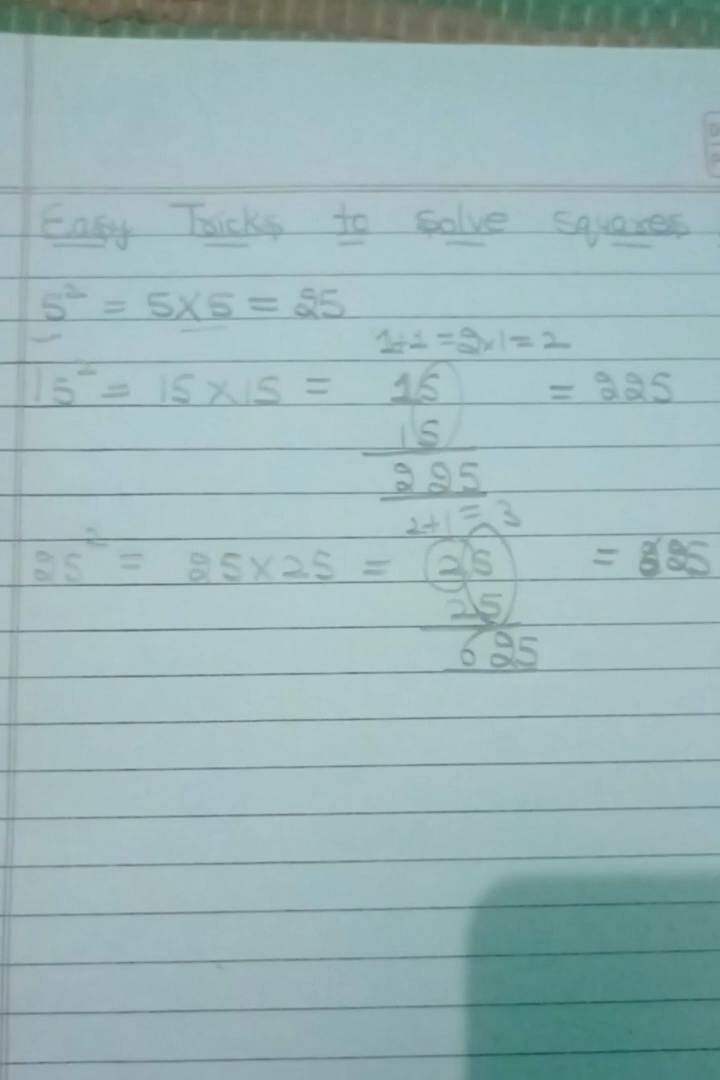 Easy Tricks to solve squares
5² = 5×5 = 25
1+1 = 2×1 = 2
15² = 15×15 = 15 = 225
15
225
2+1 = 3
25² = 25×25 = 25 = 625
25
625